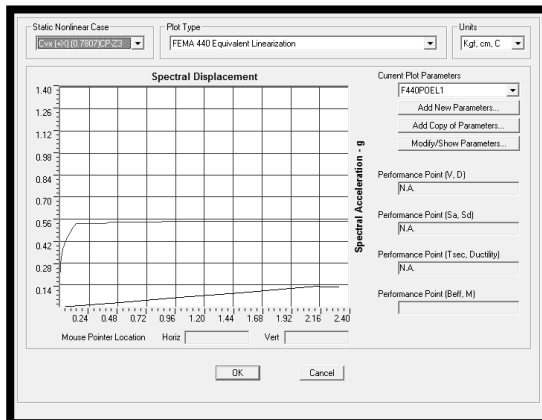 Static Nonlinear Case
Plot Type
Units
Cvx (+X) (0.7807)CP-Z3
FEMA 440 Equivalent Linearization
Kgf, cm, C
Spectral Displacement
Current Plot Parameters
F440POEL1
Add New Parameters...
Add Copy of Parameters...
Modify/Show Parameters...
1.40
1.26
1.12
0.98
0.84
0.70
0.56
0.42
0.28
0.14
Spectral Acceleration - g
Performance Point (V, D)
N.A.
Performance Point (Sa, Sd)
N.A.
Performance Point (Tsec, Ductility)
N.A.
Performance Point (Beff, M)
0.24 0.48 0.72 0.96 1.20 1.44 1.68 1.92 2.16 2.40
Mouse Pointer Location Horiz Vert
OK Cancel